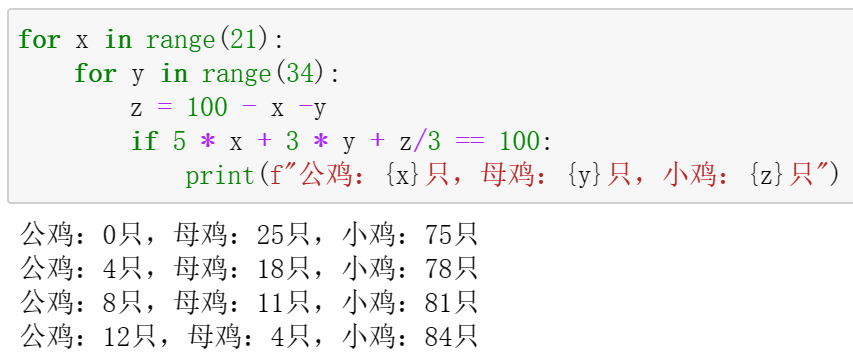 for x in range(21):
    for y in range(34):
        z = 100 - x -y
        if 5 * x + 3 * y + z/3 == 100:
            print(f"公鸡：{x}只，母鸡：{y}只，小鸡：{z}只")
公鸡：0只，母鸡：25只，小鸡：75只
公鸡：4只，母鸡：18只，小鸡：78只
公鸡：8只，母鸡：11只，小鸡：81只
公鸡：12只，母鸡：4只，小鸡：84只